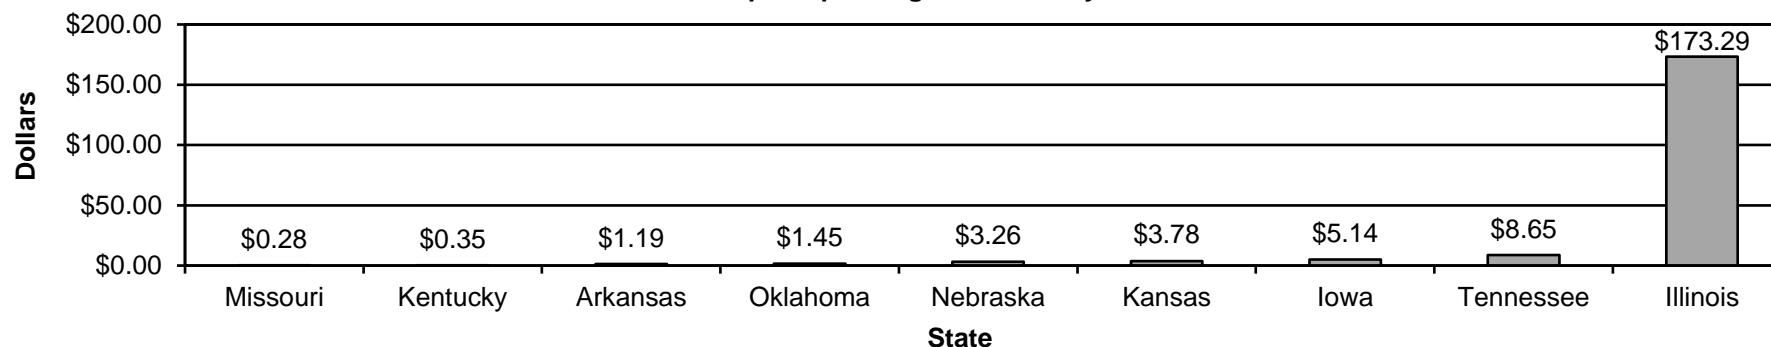 $200.00
$150.00
$100.00
$50.00
$0.00
Dollars
$0.28 $0.35 $1.19 $1.45 $3.26 $3.78 $5.14 $8.65 $173.29
Missouri Kentucky Arkansas Oklahoma Nebraska Kansas Iowa Tennessee Illinois
State